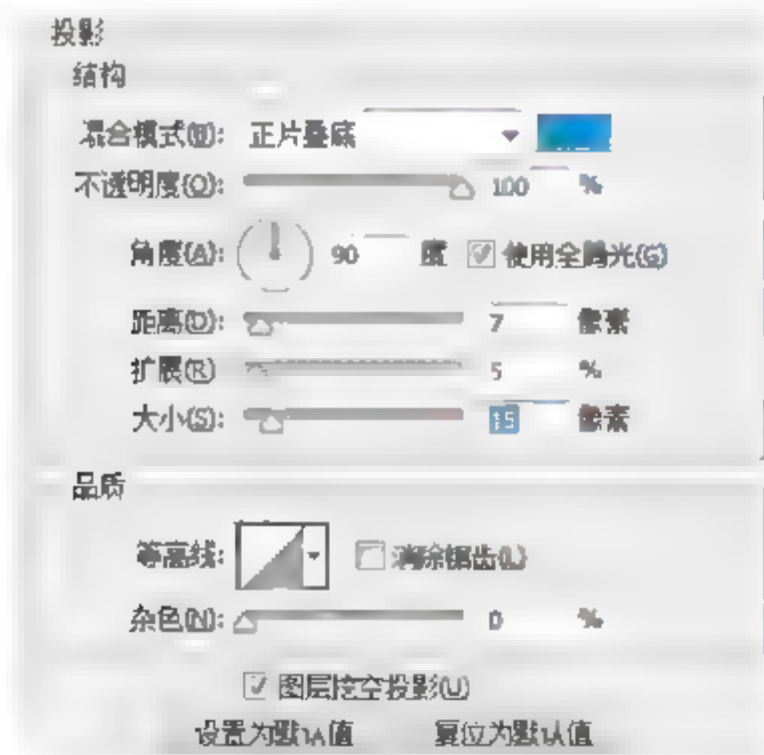 投影
结构
混合模式(B): 正片叠底
不透明度(O): 100 %
角度(A): 90 度 使用全局光(G)
距离(D): 7 像素
扩展(R) 5 %
大小(S): 15 像素
品质
等高线: 消除锯齿(L)
杂色(N): 0 %
图层挖空投影(U)
设置为默认值 复位为默认值